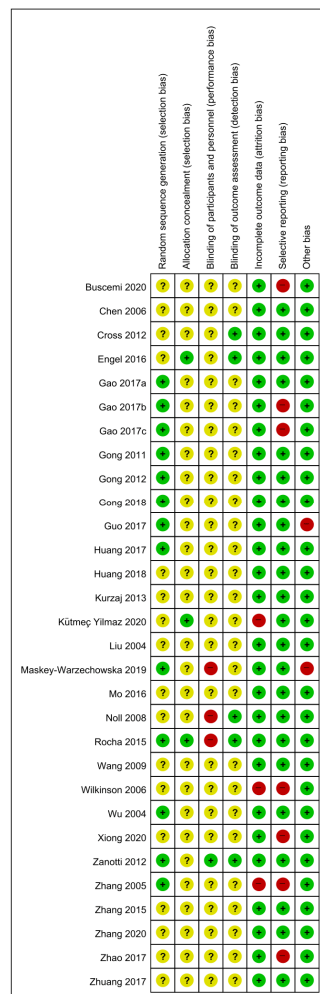 Random sequence generation (selection bias)
Allocation concealment (selection bias)
Blinding of participants and personnel (performance bias)
Blinding of outcome assessment (detection bias)
Incomplete outcome data (attrition bias)
Selective reporting (reporting bias)
Other bias
Buscemi 2020 ? ? ? ? + − +
Chen 2006 ? ? ? ? + + +
Cross 2012 ? ? ? + + + +
Engel 2016 ? + ? + + + +
Gao 2017a + ? ? ? + + +
Gao 2017b + ? ? ? + − +
Gao 2017c + ? ? ? + − +
Gong 2011 + ? ? ? + + +
Gong 2012 + ? ? ? + + +
Cong 2018 + ? ? ? + + +
Guo 2017 + ? ? ? + + −
Huang 2017 + ? ? ? + + +
Huang 2018 ? ? ? ? + + +
Kurzaj 2013 ? ? ? ? + + +
Kütmeç Yilmaz 2020 ? + ? ? − + +
Liu 2004 ? ? ? ? + + +
Maskey-Warzechowska 2019 + ? − ? + + −
Mo 2016 ? ? ? ? + + +
Noll 2008 ? ? − + + + +
Rocha 2015 + + − + + + +
Wang 2009 ? ? ? ? + + +
Wilkinson 2006 ? ? ? ? − − +
Wu 2004 + ? ? ? + + +
Xiong 2020 ? ? ? ? + − +
Zanotti 2012 + ? + + + + +
Zhang 2005 + ? ? ? − − +
Zhang 2015 ? ? ? ? + + +
Zhang 2020 ? ? ? ? + + +
Zhao 2017 ? ? ? ? + − +
Zhuang 2017 ? ? ? ? + + +